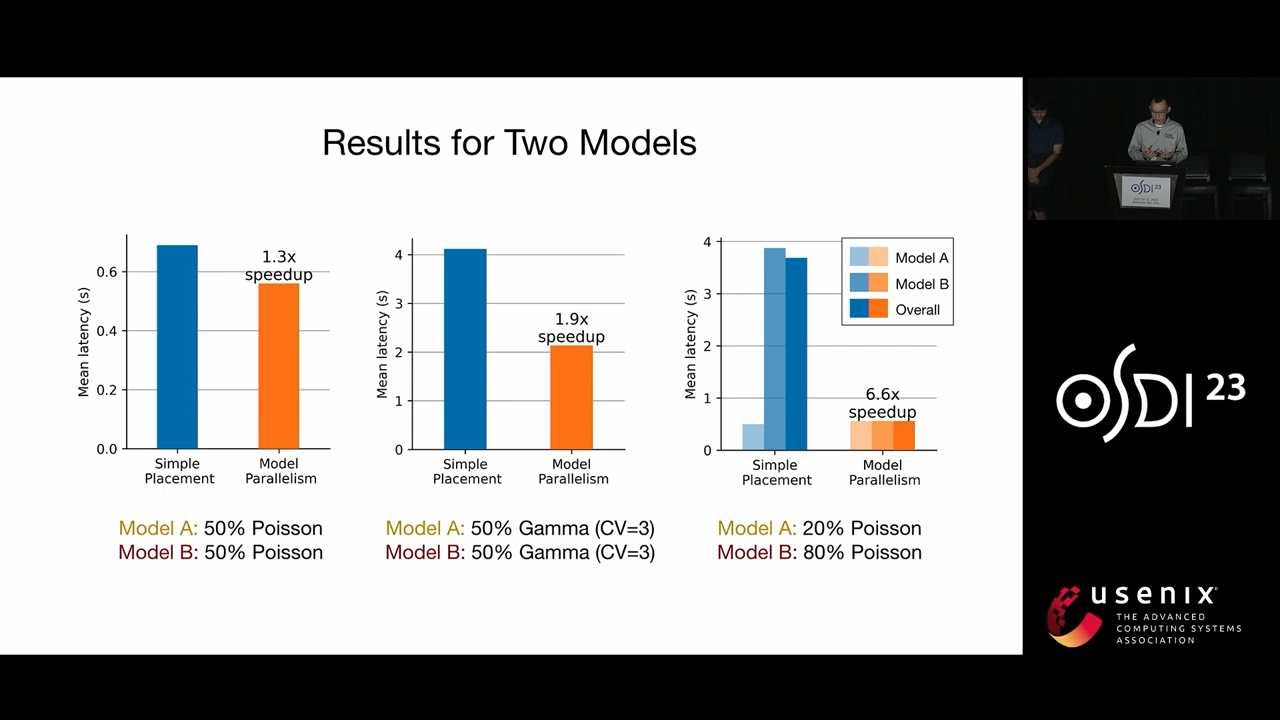 Results for Two Models
Mean latency (s)
0.6
0.4
0.2
0.0
1.3x
speedup
Simple
Placement
Model
Parallelism
Model A: 50% Poisson
Model B: 50% Poisson
Mean latency (s)
4
3
2
1
0
1.9x
speedup
Simple
Placement
Model
Parallelism
Model A: 50% Gamma (CV=3)
Model B: 50% Gamma (CV=3)
Mean latency (s)
4
3
2
1
0
Model A
Model B
Overall
6.6x
speedup
Simple
Placement
Model
Parallelism
Model A: 20% Poisson
Model B: 80% Poisson
OSDI 23
OSDI 23
usenix
THE ADVANCED
COMPUTING SYSTEMS
ASSOCIATION